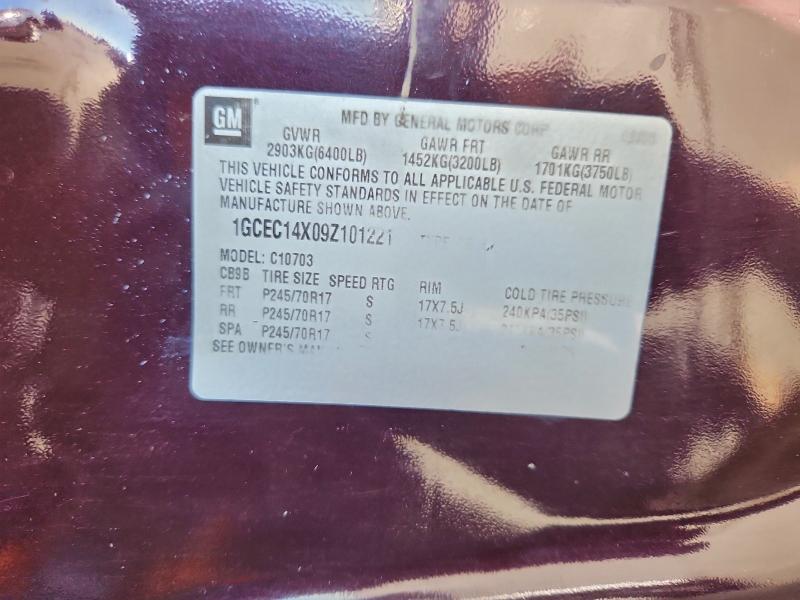 GM
MFD BY GENERAL MOTORS CORP
GVWR GAWR FRT GAWR RR
2903KG(6400LB) 1452KG(3200LB) 1701KG(3750LB)
THIS VEHICLE CONFORMS TO ALL APPLICABLE U.S. FEDERAL MOTOR
VEHICLE SAFETY STANDARDS IN EFFECT ON THE DATE OF
MANUFACTURE SHOWN ABOVE.
1GCEC14X09Z101221
MODEL: C10703
CB9B TIRE SIZE SPEED RTG RIM COLD TIRE PRESSURE
FRT P245/70R17 S 17X7.5J 240KPA(35PSI)
RR P245/70R17 S 17X7.5J
SPA P245/70R17 S
SEE OWNER'S